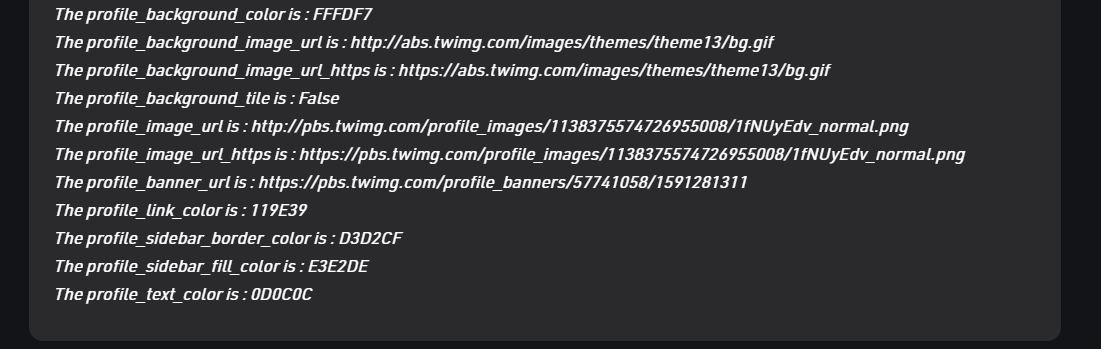 The profile_background_color is : FFFDF7
The profile_background_image_url is : http://abs.twimg.com/images/themes/theme13/bg.gif
The profile_background_image_url_https is : https://abs.twimg.com/images/themes/theme13/bg.gif
The profile_background_tile is : False
The profile_image_url is : http://pbs.twimg.com/profile_images/1138375574726955008/1fNUyEdv_normal.png
The profile_image_url_https is : https://pbs.twimg.com/profile_images/1138375574726955008/1fNUyEdv_normal.png
The profile_banner_url is : https://pbs.twimg.com/profile_banners/57741058/1591281311
The profile_link_color is : 119E39
The profile_sidebar_border_color is : D3D2CF
The profile_sidebar_fill_color is : E3E2DE
The profile_text_color is : 0D0C0C